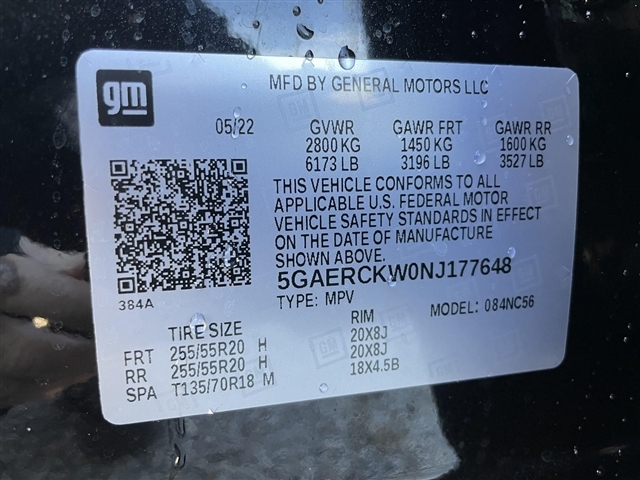 gm
MFD BY GENERAL MOTORS LLC
05/22 GVWR GAWR FRT GAWR RR
2800 KG 1450 KG 1600 KG
6173 LB 3196 LB 3527 LB
THIS VEHICLE CONFORMS TO ALL
APPLICABLE U.S. FEDERAL MOTOR
VEHICLE SAFETY STANDARDS IN EFFECT
ON THE DATE OF MANUFACTURE
SHOWN ABOVE.
5GAERCKW0NJ177648
384A
TYPE: MPV MODEL: 084NC56
TIRE SIZE RIM
FRT 255/55R20 H 20X8J
RR 255/55R20 H 20X8J
SPA T135/70R18 M 18X4.5B